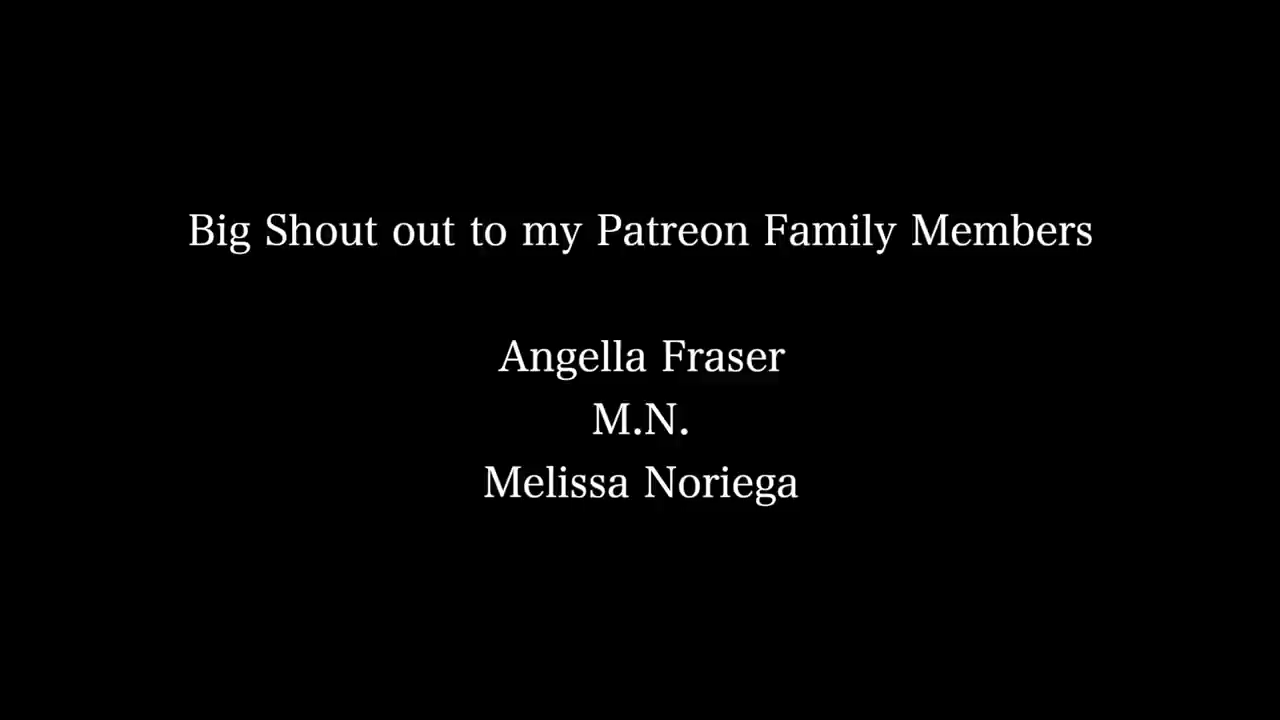 Big Shout out to my Patreon Family Members
Angella Fraser
M.N.
Melissa Noriega